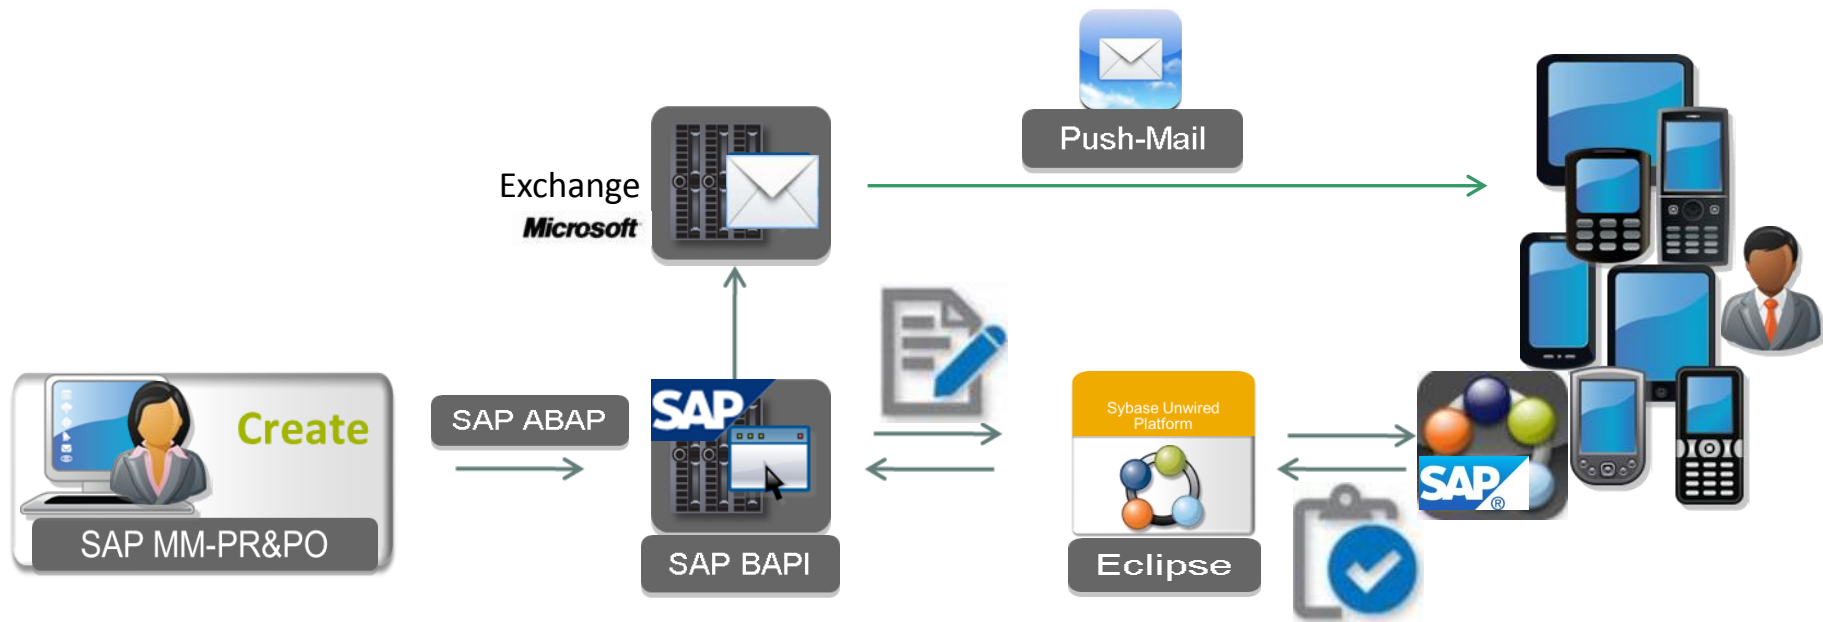 Push-Mail
Exchange
Microsoft
Create
SAP MM-PR&PO
SAP ABAP
SAP
SAP BAPI
Sybase Unwired
Platform
Eclipse
SAP®